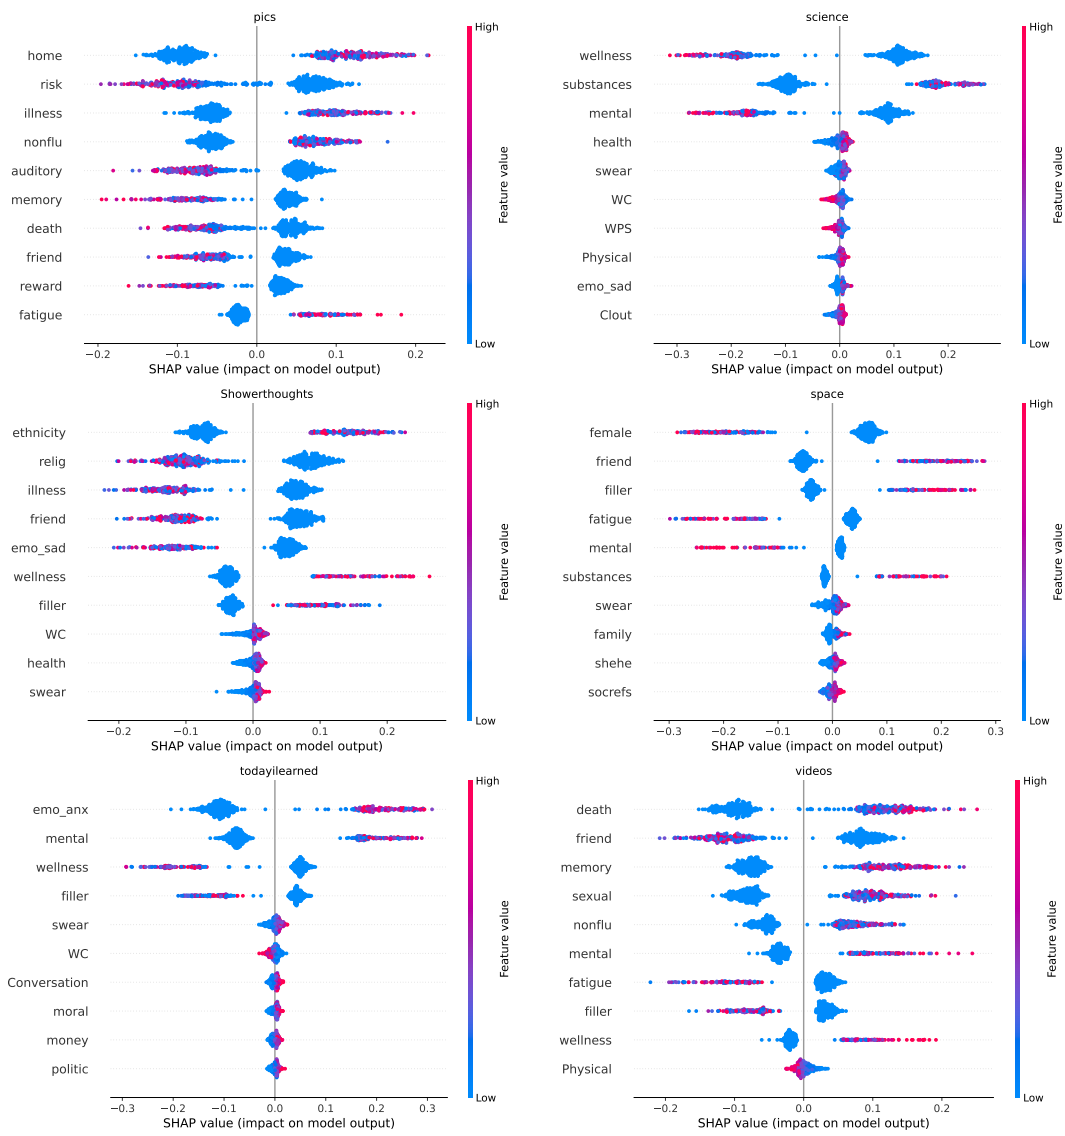 pics
home
risk
illness
nonflu
auditory
memory
death
friend
reward
fatigue
−0.2 −0.1 0.0 0.1 0.2
SHAP value (impact on model output)
High
Feature value
Low
science
wellness
substances
mental
health
swear
WC
WPS
Physical
emo_sad
Clout
−0.3 −0.2 −0.1 0.0 0.1 0.2
SHAP value (impact on model output)
High
Feature value
Low
Showerthoughts
ethnicity
relig
illness
friend
emo_sad
wellness
filler
WC
health
swear
−0.2 −0.1 0.0 0.1 0.2
SHAP value (impact on model output)
High
Feature value
Low
space
female
friend
filler
fatigue
mental
substances
swear
family
shehe
socrefs
−0.3 −0.2 −0.1 0.0 0.1 0.2 0.3
SHAP value (impact on model output)
High
Feature value
Low
todayilearned
emo_anx
mental
wellness
filler
swear
WC
Conversation
moral
money
politic
−0.3 −0.2 −0.1 0.0 0.1 0.2 0.3
SHAP value (impact on model output)
High
Feature value
Low
videos
death
friend
memory
sexual
nonflu
mental
fatigue
filler
wellness
Physical
−0.2 −0.1 0.0 0.1 0.2
SHAP value (impact on model output)
High
Feature value
Low